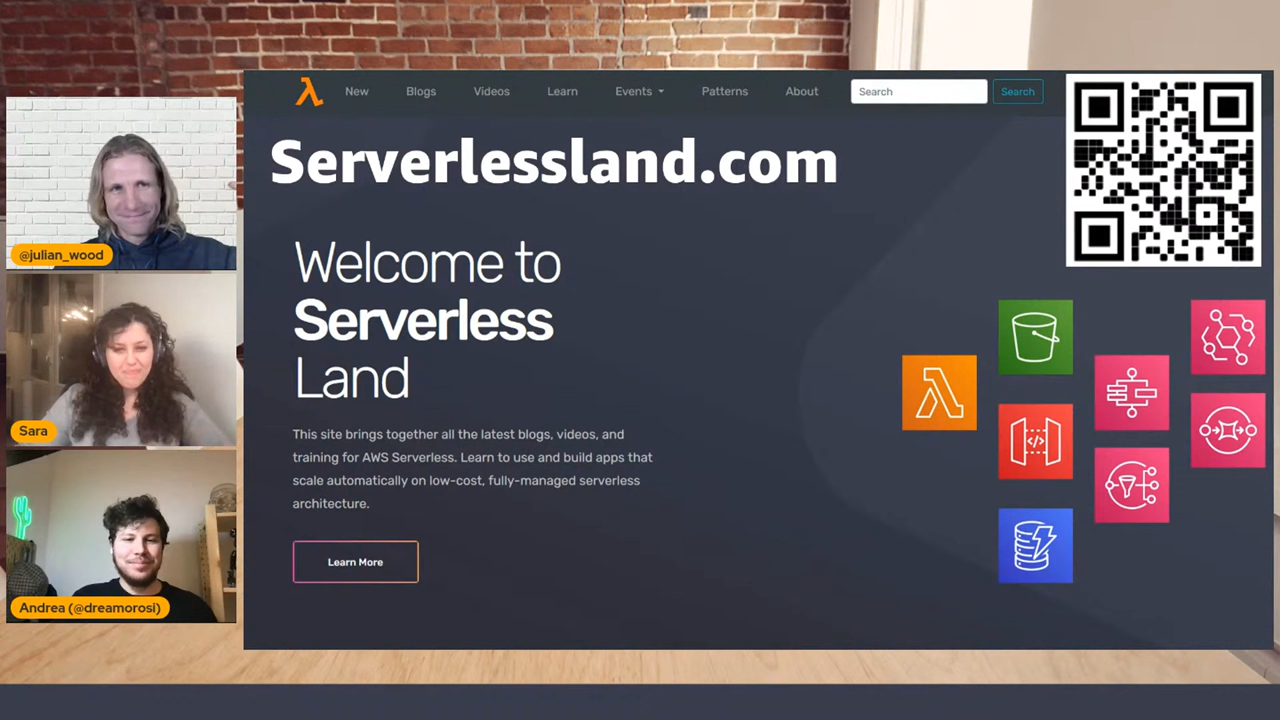 New Blogs Videos Learn Events Patterns About Search Search
Serverlessland.com
Welcome to
Serverless
Land
This site brings together all the latest blogs, videos, and
training for AWS Serverless. Learn to use and build apps that
scale automatically on low-cost, fully-managed serverless
architecture.
Learn More
@julian_wood
Sara
Andrea (@dreamorosi)